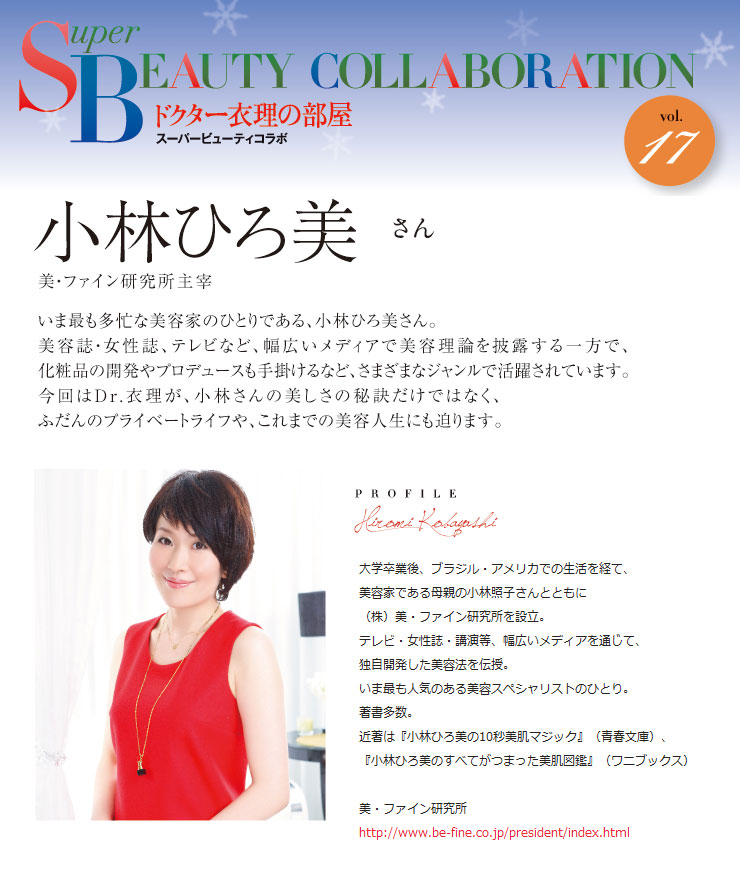 Super
BEAUTY COLLABORATION
ドクター衣理の部屋
スーパービューティコラボ
vol.
17
小林ひろ美 さん
美・ファイン研究所主宰
いま最も多忙な美容家のひとりである、小林ひろ美さん。
美容誌・女性誌、テレビなど、幅広いメディアで美容理論を披露する一方で、
化粧品の開発やプロデュースも手掛けるなど、さまざまなジャンルで活躍されています。
今回はDr.衣理が、小林さんの美しさの秘訣だけではなく、
ふだんのプライベートライフや、これまでの美容人生にも迫ります。
PROFILE
Hiromi Kobayashi
大学卒業後、ブラジル・アメリカでの生活を経て、
美容家である母親の小林照子さんとともに
（株）美・ファイン研究所を設立。
テレビ・女性誌・講演等、幅広いメディアを通じて、
独自開発した美容法を伝授。
いま最も人気のある美容スペシャリストのひとり。
著書多数。
近著は『小林ひろ美の10秒美肌マジック』（青春文庫）、
『小林ひろ美のすべてがつまった美肌図鑑』（ワニブックス）
美・ファイン研究所
http://www.be-fine.co.jp/president/index.html